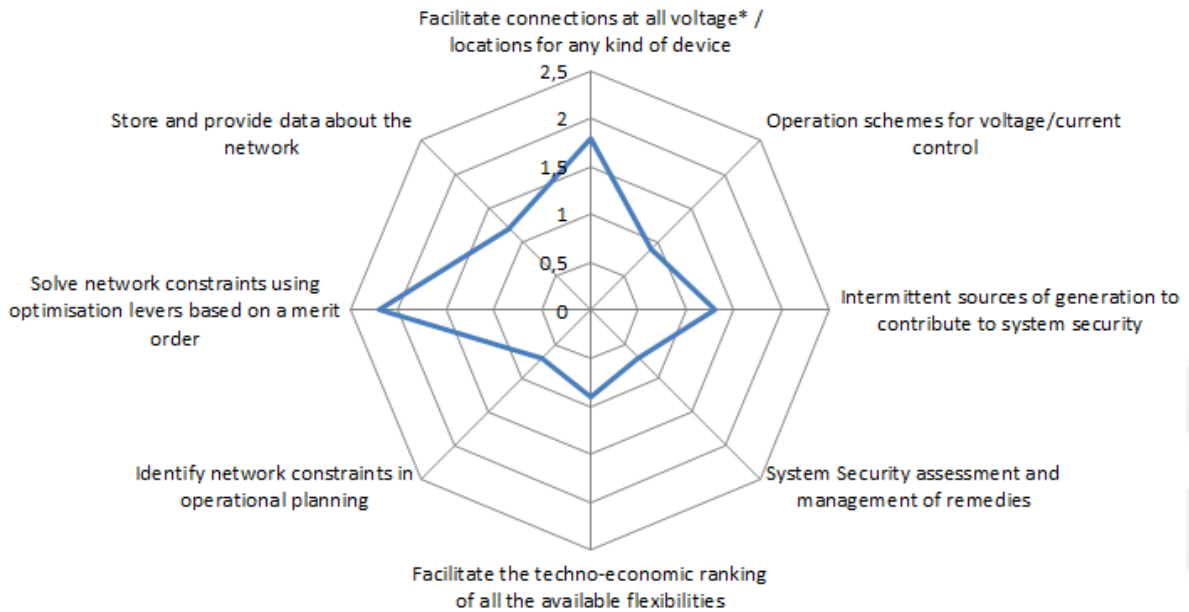 Facilitate connections at all voltage* /
locations for any kind of device
2,5
2
1,5
1
0,5
0
Operation schemes for voltage/current
control
Intermittent sources of generation to
contribute to system security
System Security assessment and
management of remedies
Facilitate the techno-economic ranking
of all the available flexibilities
Identify network constraints in
operational planning
Solve network constraints using
optimisation levers based on a merit
order
Store and provide data about the
network